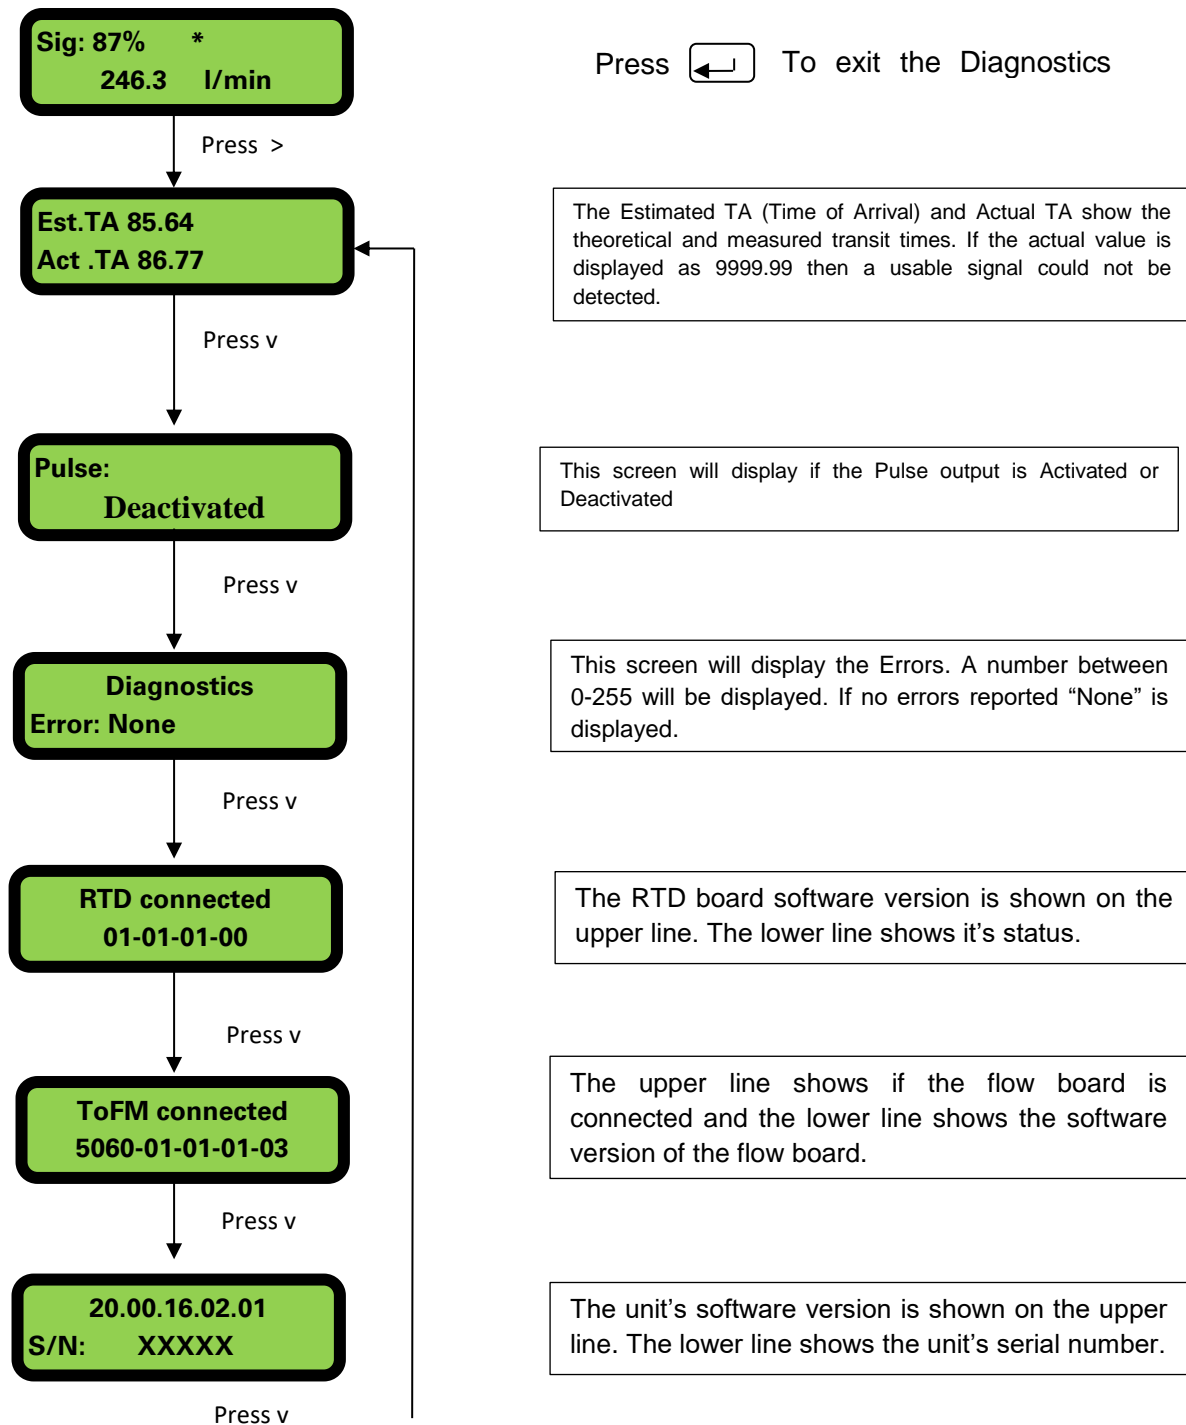 Sig: 87% *
246.3 l/min
Press To exit the Diagnostics
Press >
Est.TA 85.64
Act .TA 86.77
The Estimated TA (Time of Arrival) and Actual TA show the
theoretical and measured transit times. If the actual value is
displayed as 9999.99 then a usable signal could not be
detected.
Press v
Pulse:
Deactivated
This screen will display if the Pulse output is Activated or
Deactivated
Press v
Diagnostics
Error: None
This screen will display the Errors. A number between
0-255 will be displayed. If no errors reported “None” is
displayed.
Press v
RTD connected
01-01-01-00
The RTD board software version is shown on the
upper line. The lower line shows it’s status.
Press v
ToFM connected
5060-01-01-01-03
The upper line shows if the flow board is
connected and the lower line shows the software
version of the flow board.
Press v
20.00.16.02.01
S/N: XXXXX
The unit’s software version is shown on the upper
line. The lower line shows the unit’s serial number.
Press v